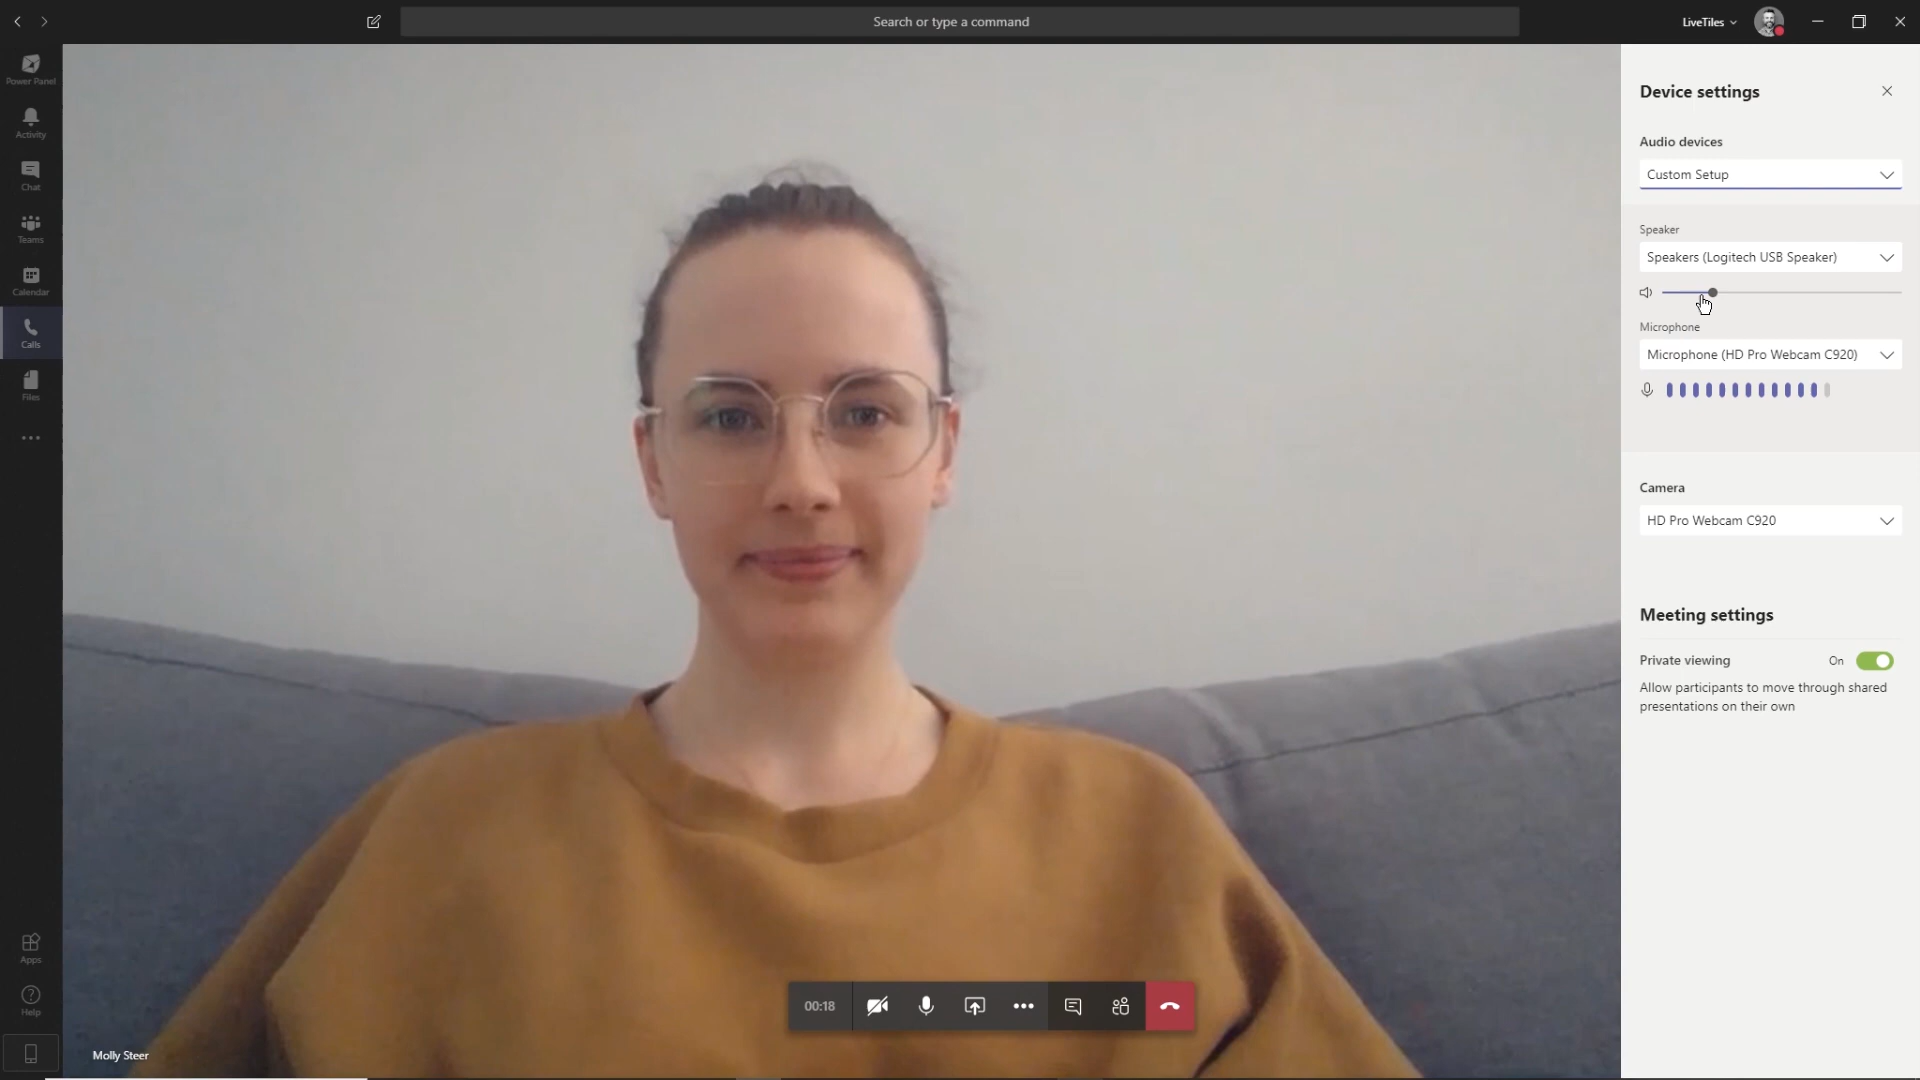 Search or type a command
LiveTiles
Power Panel
Activity
Chat
Teams
Calendar
Calls
Files
Apps
Help
Device settings
Audio devices
Custom Setup
Speaker
Speakers (Logitech USB Speaker)
Microphone
Microphone (HD Pro Webcam C920)
Camera
HD Pro Webcam C920
Meeting settings
Private viewing On
Allow participants to move through shared
presentations on their own
00:18
Molly Steer